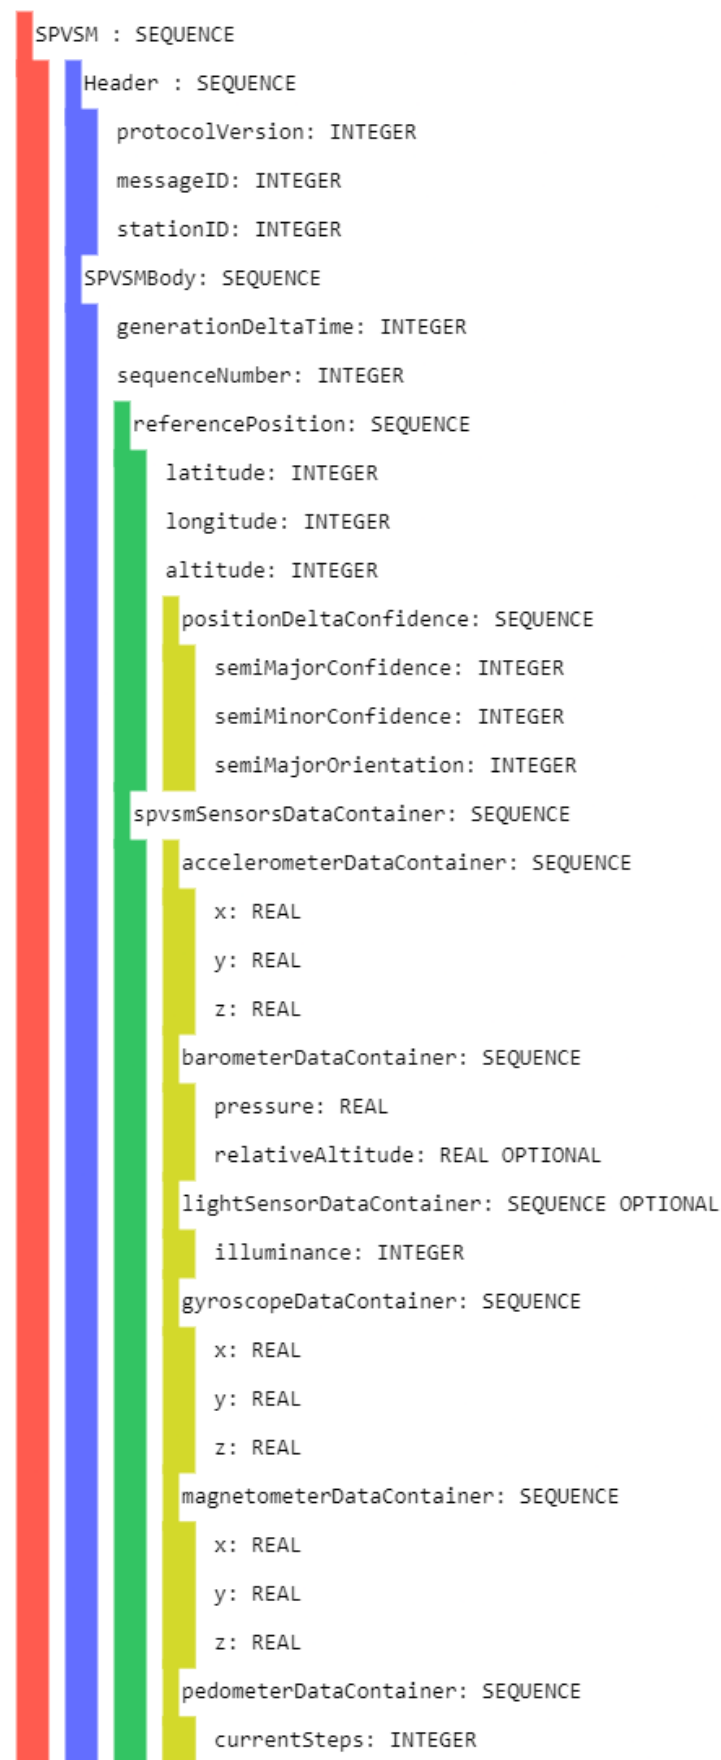 SPVSM : SEQUENCE
Header : SEQUENCE
protocolVersion: INTEGER
messageID: INTEGER
stationID: INTEGER
SPVSMBody: SEQUENCE
generationDeltaTime: INTEGER
sequenceNumber: INTEGER
referencePosition: SEQUENCE
latitude: INTEGER
longitude: INTEGER
altitude: INTEGER
positionDeltaConfidence: SEQUENCE
semiMajorConfidence: INTEGER
semiMinorConfidence: INTEGER
semiMajorOrientation: INTEGER
spvsmSensorsDataContainer: SEQUENCE
accelerometerDataContainer: SEQUENCE
x: REAL
y: REAL
z: REAL
barometerDataContainer: SEQUENCE
pressure: REAL
relativeAltitude: REAL OPTIONAL
lightSensorDataContainer: SEQUENCE OPTIONAL
illuminance: INTEGER
gyroscopeDataContainer: SEQUENCE
x: REAL
y: REAL
z: REAL
magnetometerDataContainer: SEQUENCE
x: REAL
y: REAL
z: REAL
pedometerDataContainer: SEQUENCE
currentSteps: INTEGER